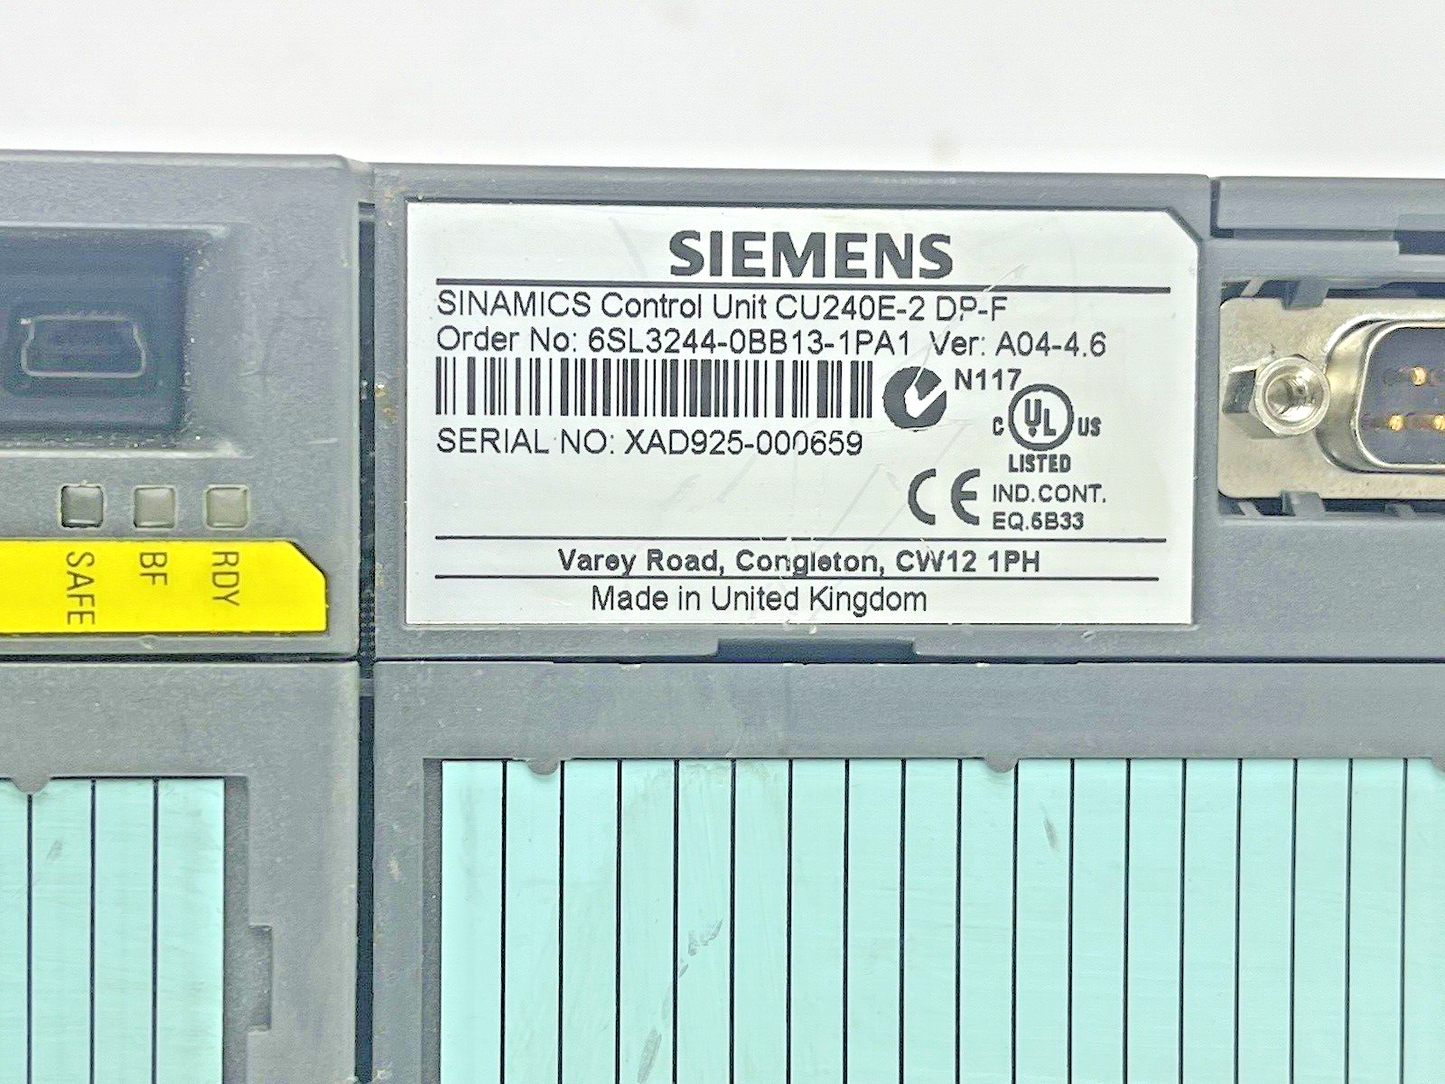 SIEMENS
SINAMICS Control Unit CU240E-2 DP-F
Order No: 6SL3244-0BB13-1PA1 Ver: A04-4.6
N117
C UL US
LISTED
SERIAL NO: XAD925-000659
CE IND.CONT.
EQ.5B33
Varey Road, Congleton, CW12 1PH
Made in United Kingdom
SAFE
BF
RDY